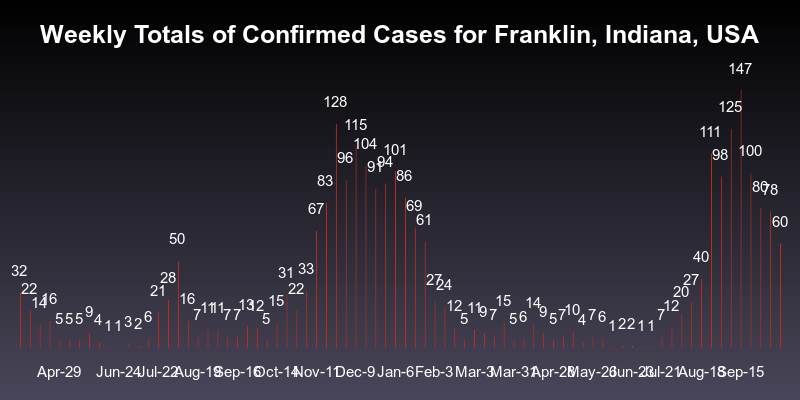 Weekly Totals of Confirmed Cases for Franklin, Indiana, USA
32 22 14 16 5 5 5 9 4 1 1 3 2 6 21 28 50 16 7 11 11 7 7 13 12 5 15 31 22 33 67 83 128 96 115 104 91 94 101 86 69 61 27 24 12 5 11 9 7 15 5 6 14 9 5 7 10 4 7 6 1 2 2 1 1 7 12 20 27 40 111 98 125 147 100 80 78 60
Apr-29 Jun-24 Jul-22 Aug-19 Sep-16 Oct-14 Nov-11 Dec-9 Jan-6 Feb-3 Mar-3 Mar-31 Apr-28 May-26 Jun-23 Jul-21 Aug-18 Sep-15